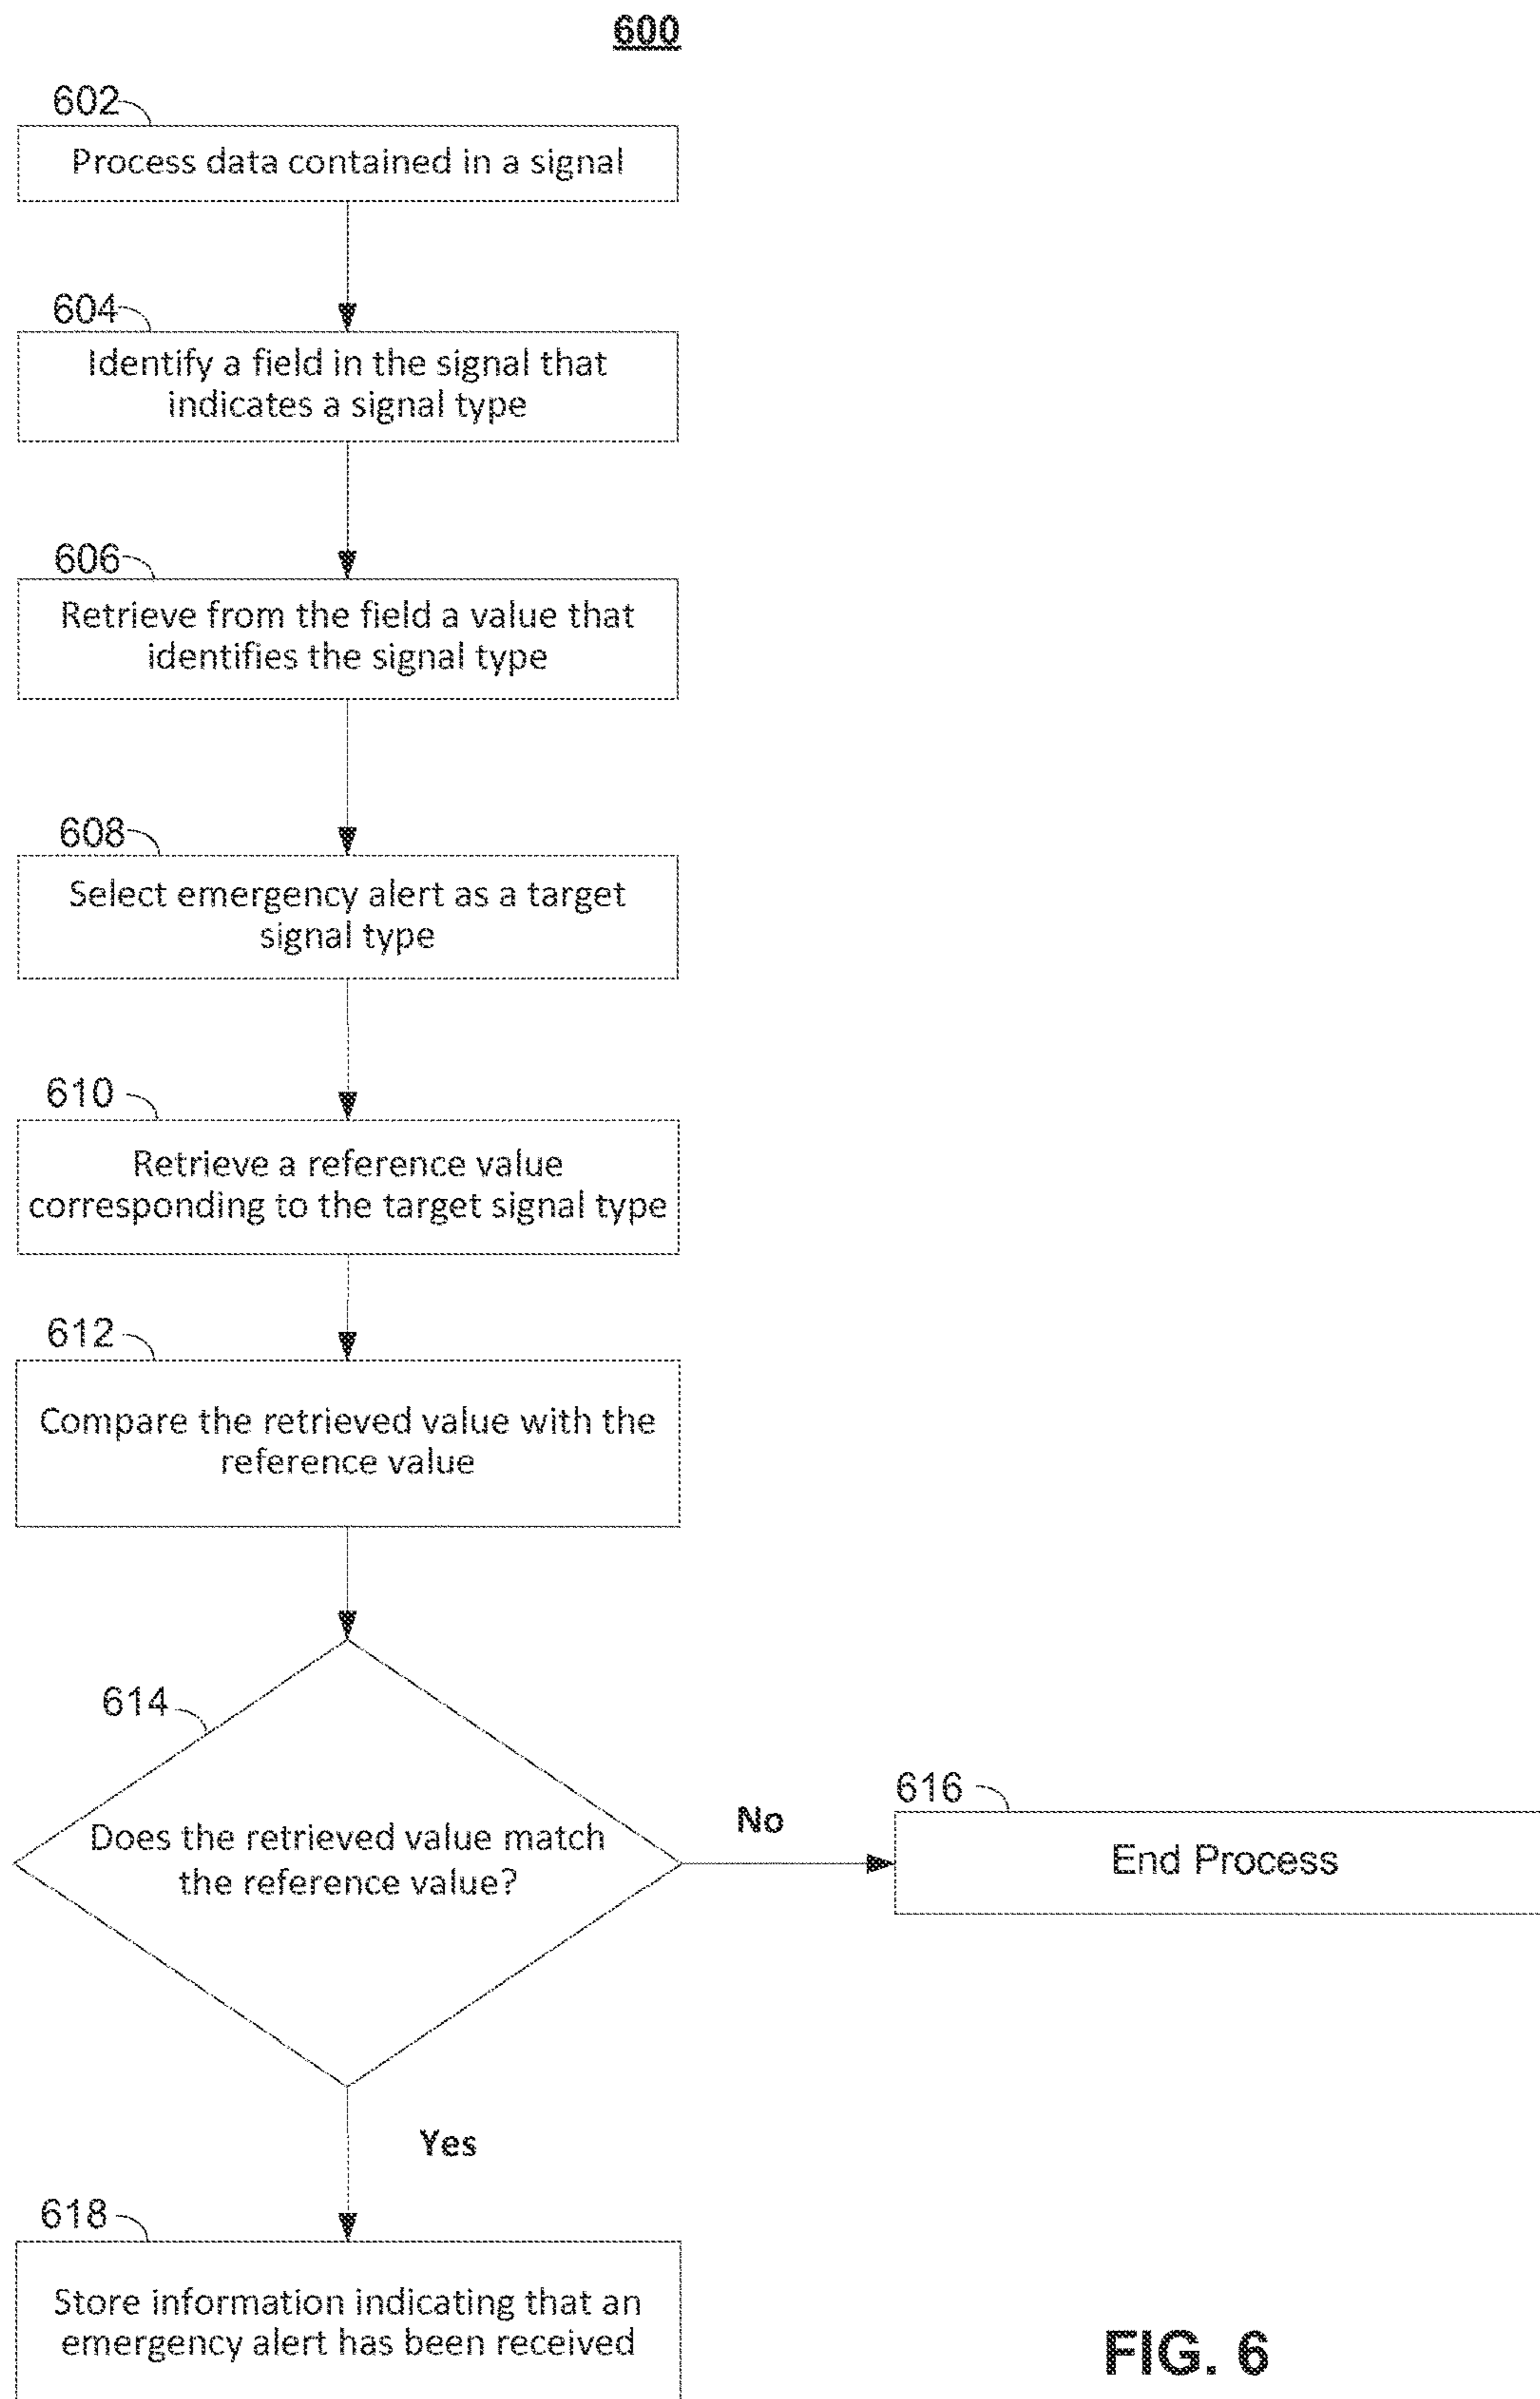 600
602
Process data contained in a signal
604
Identify a field in the signal that
indicates a signal type
606
Retrieve from the field a value that
identifies the signal type
608
Select emergency alert as a target
signal type
610
Retrieve a reference value
corresponding to the target signal type
612
Compare the retrieved value with the
reference value
614
Does the retrieved value match
the reference value?
No
616
End Process
Yes
618
Store information indicating that an
emergency alert has been received
FIG. 6